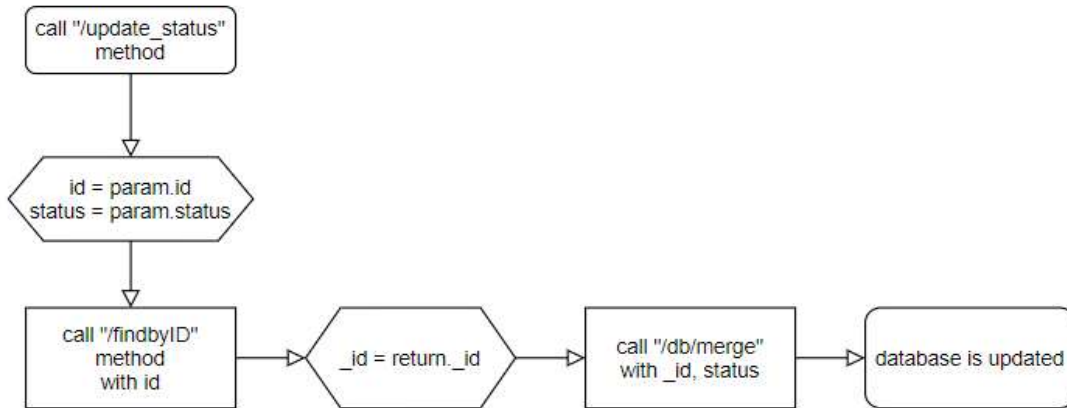 call "/update_status"
method
id = param.id
status = param.status
call "/findbyID"
method
with id
_id = return._id
call "/db/merge"
with _id, status
database is updated